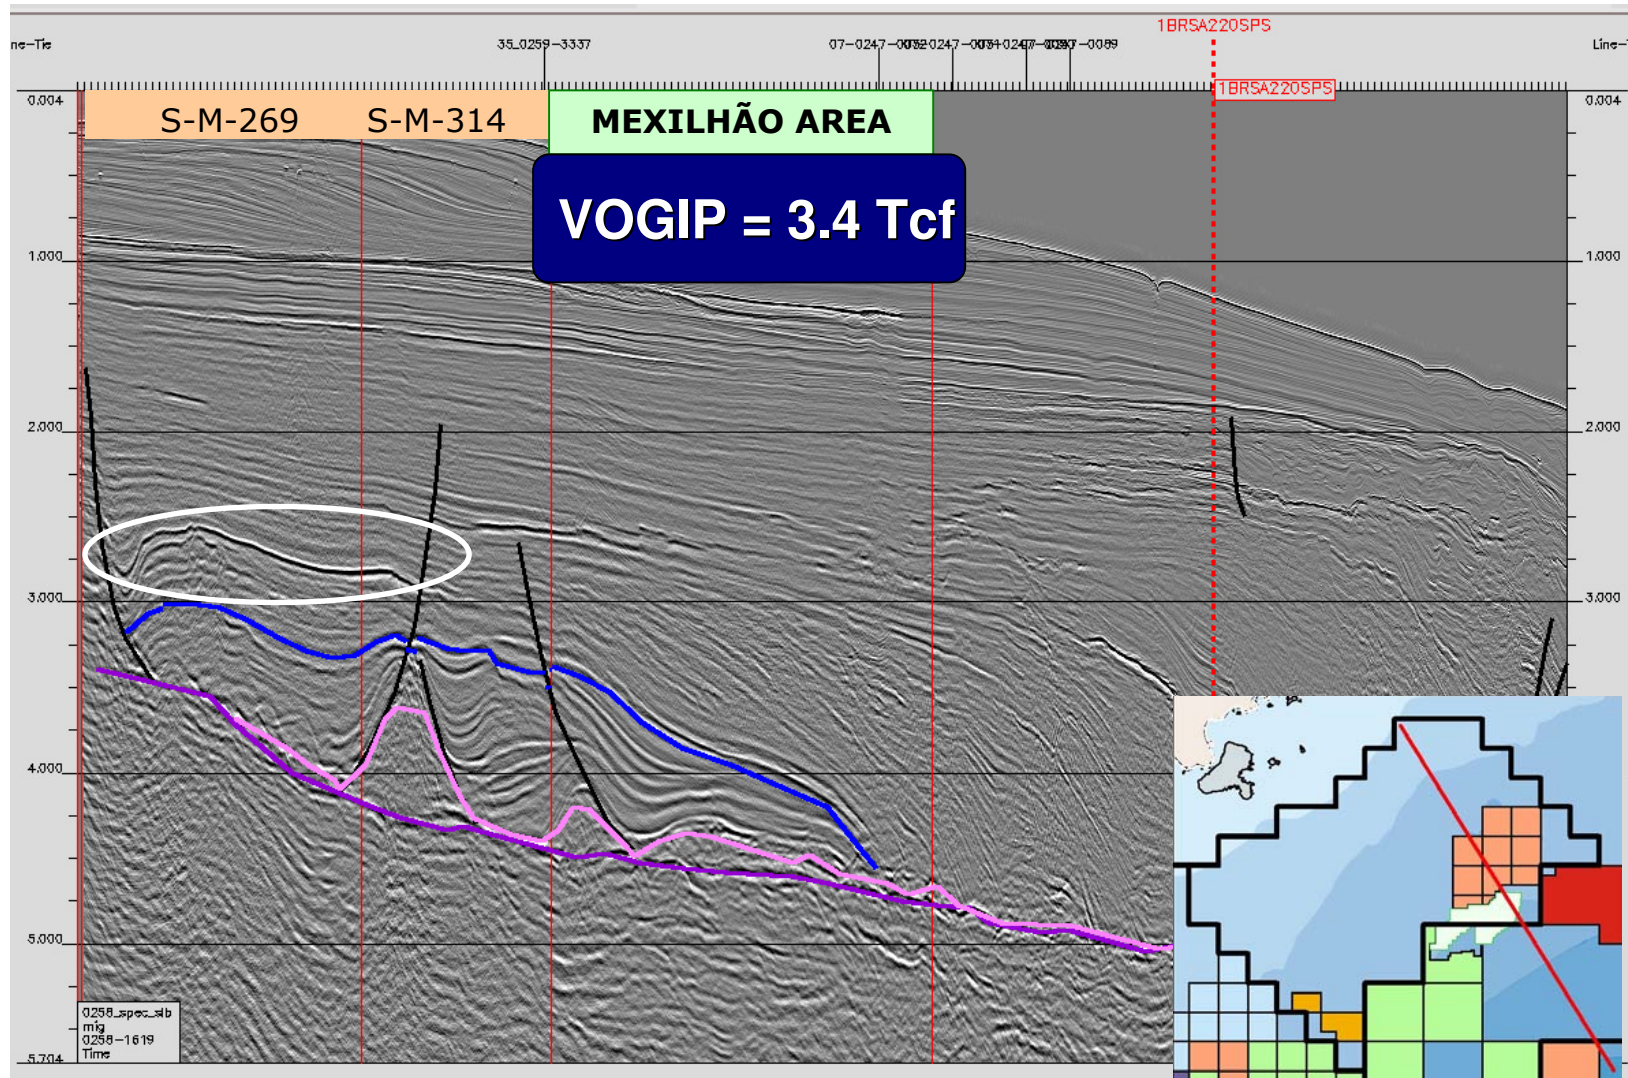 1BRSA220SPS
ne-Tie
35_0259-3337
Line-T
1BRSA220SPS
0.004
S-M-269
S-M-314
MEXILHÃO AREA
0.004
VOGIP = 3.4 Tcf
1.000
1.000
2.000
2.000
3.000
3.000
4.000
5.000
0258_spec_slb
mig
0258-1619
Time
5.704